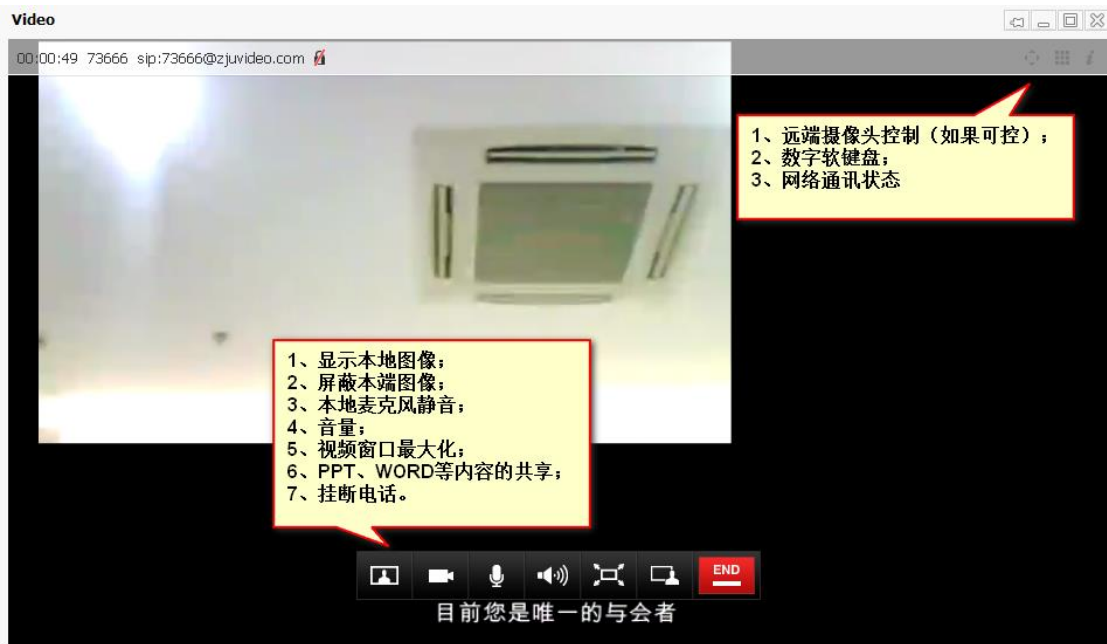 Video
00:00:49 73666 sip:73666@zjuvideo.com
1、远端摄像头控制（如果可控）；
2、数字软键盘；
3、网络通讯状态
1、显示本地图像；
2、屏蔽本端图像；
3、本地麦克风静音；
4、音量；
5、视频窗口最大化；
6、PPT、WORD等内容的共享；
7、挂断电话。
END
目前您是唯一的与会者